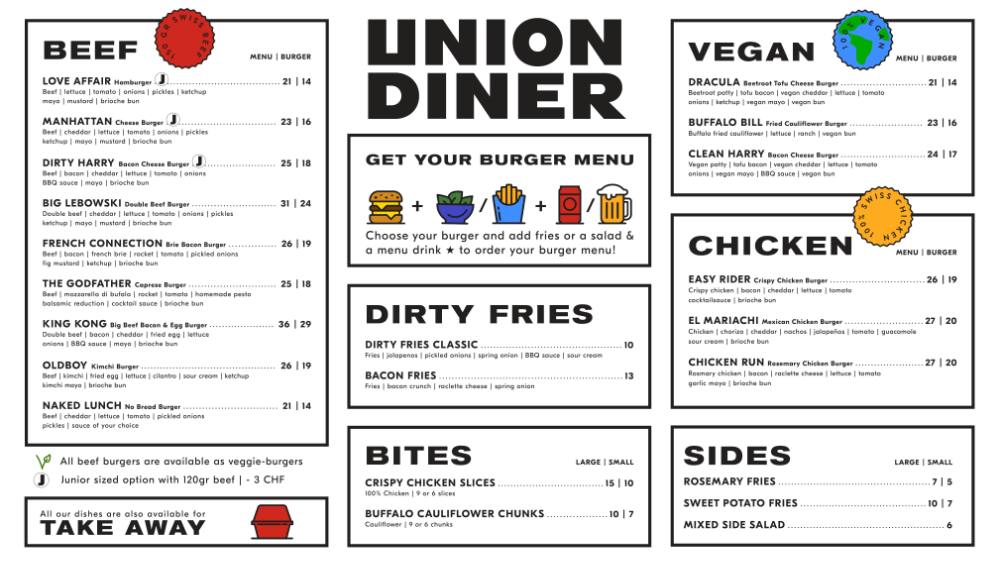 BEEF
150 GR SWISS BEEF
MENU | BURGER
LOVE AFFAIR Hamburger J 21 | 14
Beef | lettuce | tomato | onions | pickles | ketchup
mayo | mustard | brioche bun
MANHATTAN Cheese Burger J 23 | 16
Beef | cheddar | lettuce | tomato | onions | pickles
ketchup | mayo | mustard | brioche bun
DIRTY HARRY Bacon Cheese Burger J 25 | 18
Beef | bacon | cheddar | lettuce | tomato | onions
BBQ sauce | mayo | brioche bun
BIG LEBOWSKI Double Beef Burger 31 | 24
Double beef | cheddar | lettuce | tomato | onions | pickles
ketchup | mayo | mustard | brioche bun
FRENCH CONNECTION Brie Bacon Burger 26 | 19
Beef | bacon | french brie | rocket | tomato | pickled onions
fig mustard | ketchup | brioche bun
THE GODFATHER Caprese Burger 25 | 18
Beef | mozzarella di bufala | rocket | tomato | homemade pesto
balsamic reduction | cocktail sauce | brioche bun
KING KONG Big Beef Bacon & Egg Burger 36 | 29
Double beef | bacon | cheddar | fried egg | lettuce
onions | BBQ sauce | mayo | brioche bun
OLDBOY Kimchi Burger 26 | 19
Beef | kimchi | fried egg | lettuce | cilantro | sour cream | ketchup
kimchi mayo | brioche bun
NAKED LUNCH No Bread Burger 21 | 14
Beef | cheddar | lettuce | tomato | pickled onions
pickles | sauce of your choice
All beef burgers are available as veggie-burgers
J Junior sized option with 120gr beef | - 3 CHF
All our dishes are also available for
TAKE AWAY
UNION
DINER
GET YOUR BURGER MENU
+ / + /
Choose your burger and add fries or a salad &
a menu drink ★ to order your burger menu!
DIRTY FRIES
DIRTY FRIES CLASSIC 10
Fries | jalapenos | pickled onions | spring onion | BBQ sauce | sour cream
BACON FRIES 13
Fries | bacon crunch | raclette cheese | spring onion
BITES
LARGE | SMALL
CRISPY CHICKEN SLICES 15 | 10
100% Chicken | 9 or 6 slices
BUFFALO CAULIFLOWER CHUNKS 10 | 7
Cauliflower | 9 or 6 chunks
VEGAN
100% VEGAN
MENU | BURGER
DRACULA Beetroot Tofu Cheese Burger 21 | 14
Beetroot patty | tofu bacon | vegan cheddar | lettuce | tomato
onions | ketchup | vegan mayo | vegan bun
BUFFALO BILL Fried Cauliflower Burger 23 | 16
Buffalo fried cauliflower | lettuce | ranch | vegan bun
CLEAN HARRY Bacon Cheese Burger 24 | 17
Vegan patty | tofu bacon | vegan cheddar | lettuce | tomato
onions | vegan mayo | BBQ sauce | vegan bun
CHICKEN
100% SWISS CHICKEN
MENU | BURGER
EASY RIDER Crispy Chicken Burger 26 | 19
Crispy chicken | bacon | cheddar | lettuce | tomato
cocktailsauce | brioche bun
EL MARIACHI Mexican Chicken Burger 27 | 20
Chicken | chorizo | cheddar | nachos | jalapeños | tomato | guacamole
sour cream | brioche bun
CHICKEN RUN Rosemary Chicken Burger 27 | 20
Rosmary chicken | bacon | raclette cheese | lettuce | tomato
garlic mayo | brioche bun
SIDES
LARGE | SMALL
ROSEMARY FRIES 7 | 5
SWEET POTATO FRIES 10 | 7
MIXED SIDE SALAD 6